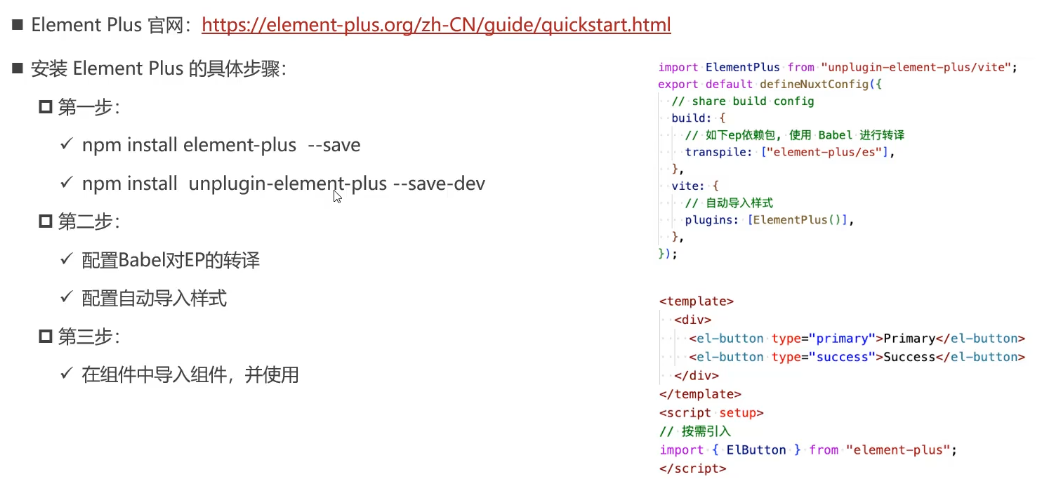 Element Plus 官网：https://element-plus.org/zh-CN/guide/quickstart.html
安装 Element Plus 的具体步骤：
第一步：
npm install element-plus --save
npm install unplugin-element-plus --save-dev
第二步：
配置Babel对EP的转译
配置自动导入样式
第三步：
在组件中导入组件，并使用
import ElementPlus from "unplugin-element-plus/vite";
export default defineNuxtConfig({
// share build config
build: {
// 如下ep依赖包, 使用 Babel 进行转译
transpile: ["element-plus/es"],
},
vite: {
// 自动导入样式
plugins: [ElementPlus()],
},
});
<template>
<div>
<el-button type="primary">Primary</el-button>
<el-button type="success">Success</el-button>
</div>
</template>
<script setup>
// 按需引入
import { ElButton } from "element-plus";
</script>